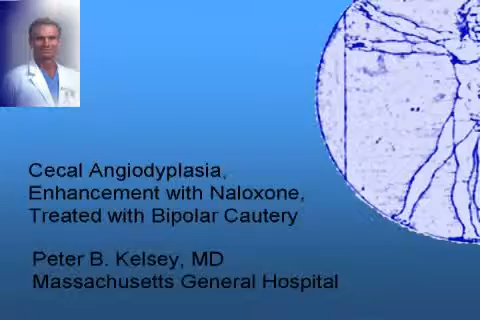 Cecal Angiodyplasia,
Enhancement with Naloxone,
Treated with Bipolar Cautery
Peter B. Kelsey, MD
Massachusetts General Hospital